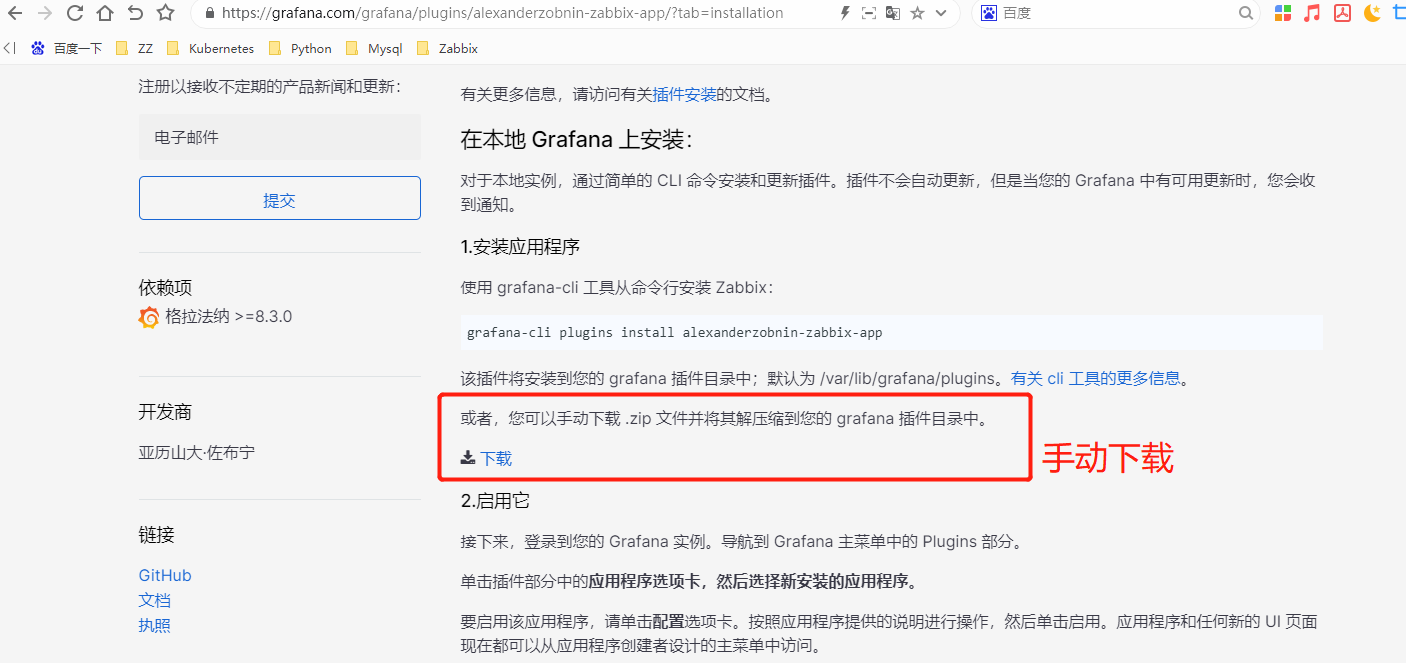 https://grafana.com/grafana/plugins/alexanderzobnin-zabbix-app/?tab=installation
百度
百度一下
ZZ
Kubernetes
Python
Mysql
Zabbix
注册以接收不定期的产品新闻和更新：
电子邮件
提交
依赖项
格拉法纳 >=8.3.0
开发商
亚历山大·佐布宁
链接
GitHub
文档
执照
有关更多信息，请访问有关插件安装的文档。
在本地 Grafana 上安装：
对于本地实例，通过简单的 CLI 命令安装和更新插件。插件不会自动更新，但是当您的 Grafana 中有可用更新时，您会收
到通知。
1.安装应用程序
使用 grafana-cli 工具从命令行安装 Zabbix：
grafana-cli plugins install alexanderzobnin-zabbix-app
该插件将安装到您的 grafana 插件目录中；默认为 /var/lib/grafana/plugins。有关 cli 工具的更多信息。
或者，您可以手动下载 .zip 文件并将其解压缩到您的 grafana 插件目录中。
下载
手动下载
2.启用它
接下来，登录到您的 Grafana 实例。导航到 Grafana 主菜单中的 Plugins 部分。
单击插件部分中的应用程序选项卡，然后选择新安装的应用程序。
要启用该应用程序，请单击配置选项卡。按照应用程序提供的说明进行操作，然后单击启用。应用程序和任何新的 UI 页面
现在都可以从应用程序创建者设计的主菜单中访问。